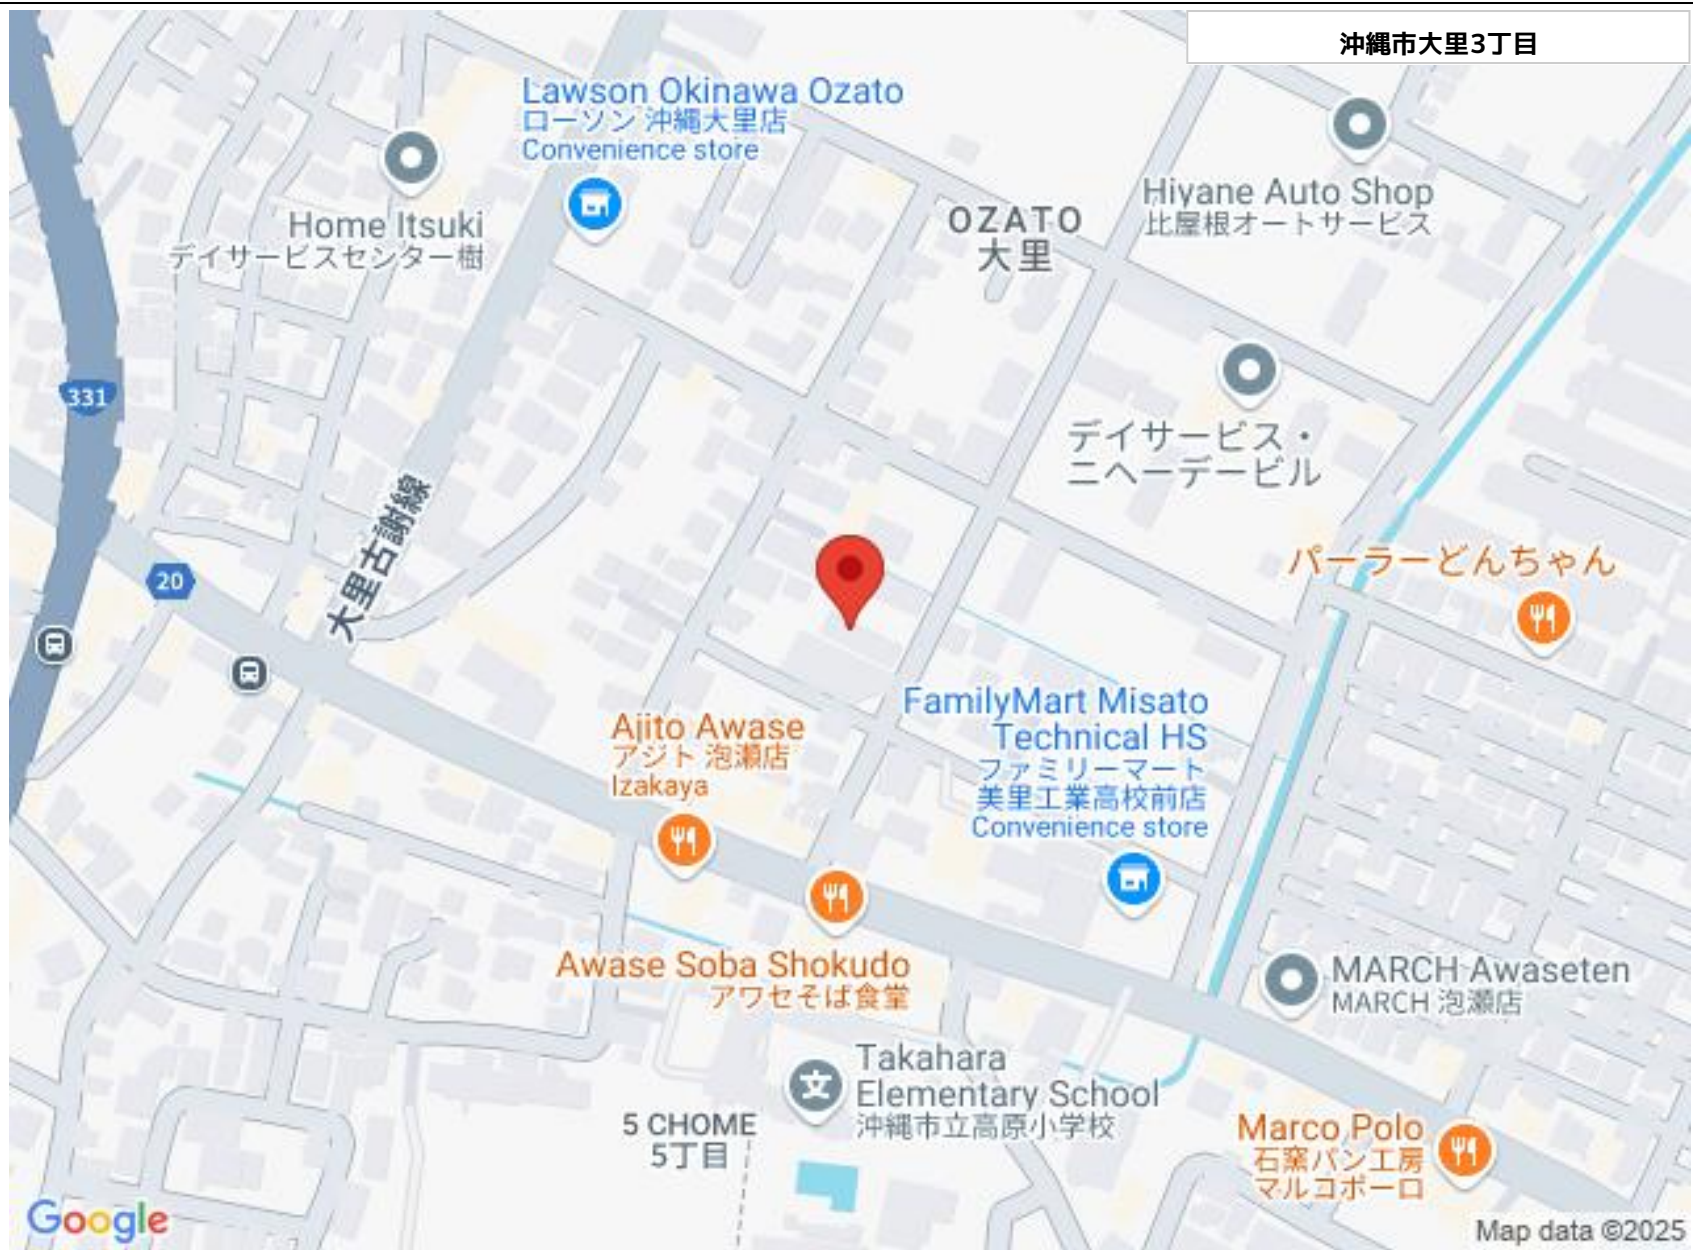 沖縄市大里3丁目
Lawson Okinawa Ozato
ローソン 沖縄大里店
Convenience store
Home Itsuki
デイサービスセンター樹
OZATO
大里
Hiyane Auto Shop
比屋根オートサービス
331
デイサービス・
ニヘーデービル
大里古謝線
20
パーラーどんちゃん
Ajito Awase
アジト 泡瀬店
Izakaya
FamilyMart Misato
Technical HS
ファミリーマート
美里工業高校前店
Convenience store
Awase Soba Shokudo
アワセそば食堂
MARCH Awaseten
MARCH 泡瀬店
文
Takahara
Elementary School
沖縄市立高原小学校
5 CHOME
5丁目
Marco Polo
石窯パン工房
マルコポーロ
Google
Map data ©2025